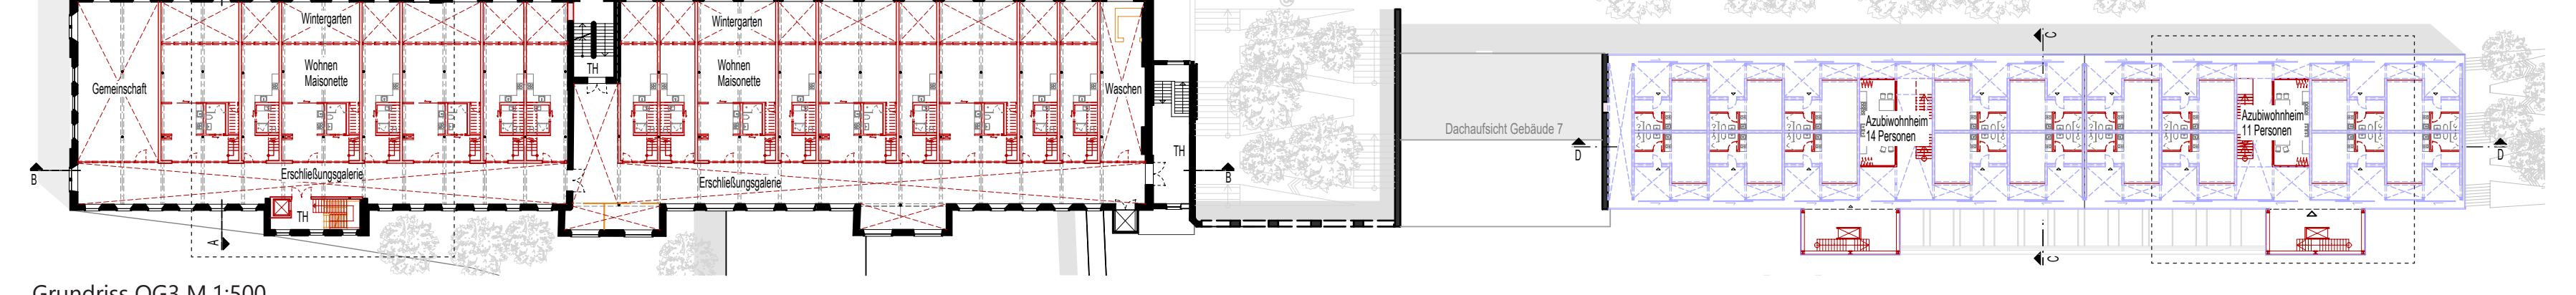 Wintergarten
Wintergarten
C
Wohnen
Maisonette
TH
Wohnen
Maisonette
Gemeinschaft
Waschen
Azubiwohnheim
14 Personen
Azubiwohnheim
11 Personen
Dachaufsicht Gebäude 7
TH
D
D
B
Erschließungsgalerie
Erschließungsgalerie
B
TH
A
C
Grundriss OG3 M 1:500